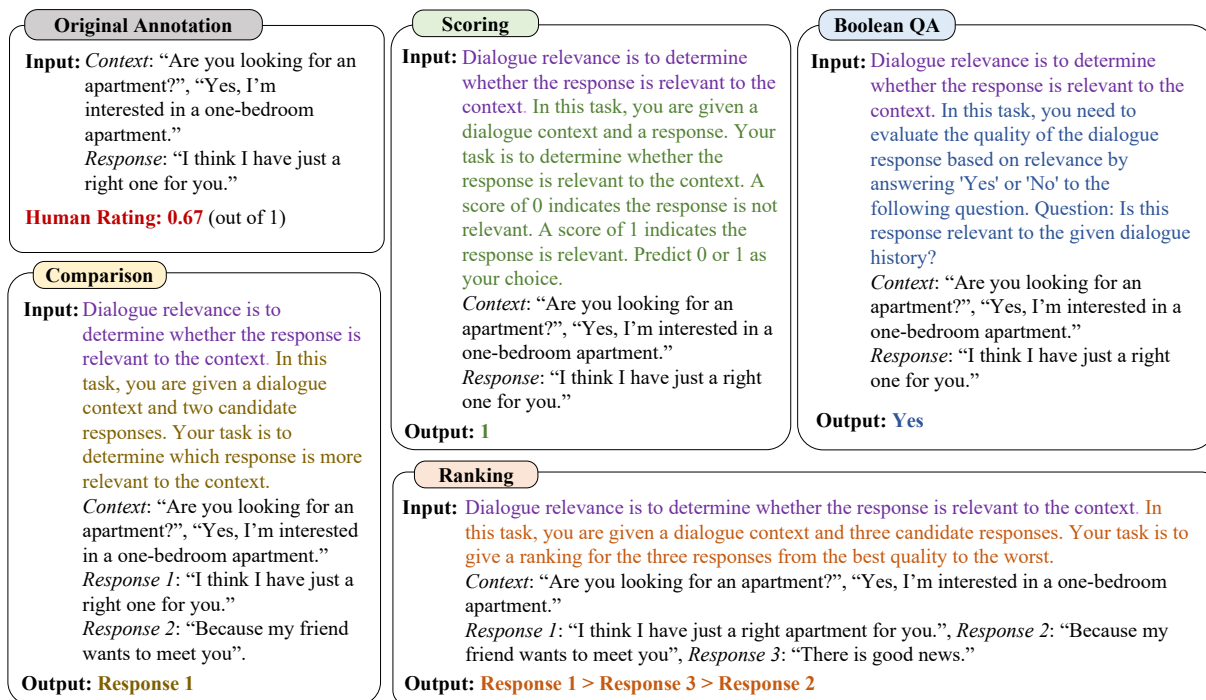 Original Annotation
Input: Context: “Are you looking for an
apartment?”, “Yes, I’m
interested in a one-bedroom
apartment.”
Response: “I think I have just a
right one for you.”
Human Rating: 0.67 (out of 1)
Comparison
Input: Dialogue relevance is to
determine whether the response is
relevant to the context. In this
task, you are given a dialogue
context and two candidate
responses. Your task is to
determine which response is more
relevant to the context.
Context: “Are you looking for an
apartment?”, “Yes, I’m interested
in a one-bedroom apartment.”
Response 1: “I think I have just a
right one for you.”
Response 2: “Because my friend
wants to meet you”.
Output: Response 1
Scoring
Input: Dialogue relevance is to determine
whether the response is relevant to the
context. In this task, you are given a
dialogue context and a response. Your
task is to determine whether the
response is relevant to the context. A
score of 0 indicates the response is not
relevant. A score of 1 indicates the
response is relevant. Predict 0 or 1 as
your choice.
Context: “Are you looking for an
apartment?”, “Yes, I’m interested in a
one-bedroom apartment.”
Response: “I think I have just a right
one for you.”
Output: 1
Boolean QA
Input: Dialogue relevance is to determine
whether the response is relevant to the
context. In this task, you need to
evaluate the quality of the dialogue
response based on relevance by
answering 'Yes' or 'No' to the
following question. Question: Is this
response relevant to the given dialogue
history?
Context: “Are you looking for an
apartment?”, “Yes, I’m interested in a
one-bedroom apartment.”
Response: “I think I have just a right
one for you.”
Output: Yes
Ranking
Input: Dialogue relevance is to determine whether the response is relevant to the context. In
this task, you are given a dialogue context and three candidate responses. Your task is to
give a ranking for the three responses from the best quality to the worst.
Context: “Are you looking for an apartment?”, “Yes, I’m interested in a one-bedroom
apartment.”
Response 1: “I think I have just a right apartment for you.”, Response 2: “Because my
friend wants to meet you”, Response 3: “There is good news.”
Output: Response 1 > Response 3 > Response 2